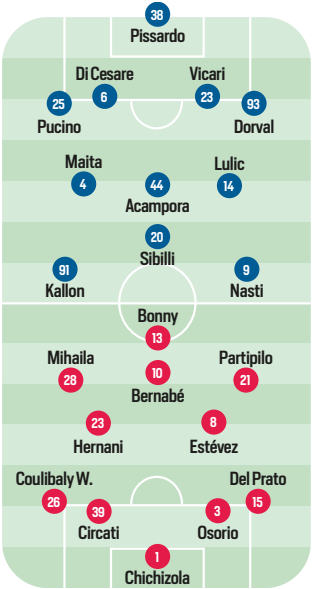 38
Pissardo
Di Cesare Vicari
25 6 23 93
Pucino Dorval
Maita Lulic
4 44 14
Acampora
20
Sibilli
91 9
Kallon Nasti
Bonny
13
Mihaila Partipilo
28 10 21
Bernabé
23 8
Hernani Estévez
Coulibaly W. Del Prato
26 39 3 15
Circati Osorio
1
Chichizola